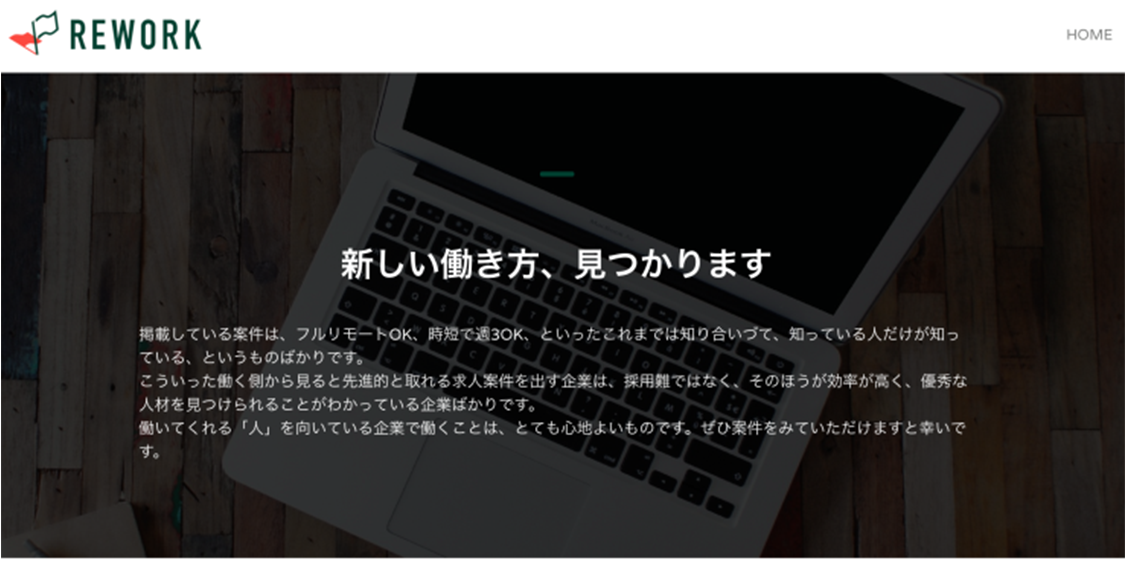 REWORK
HOME
新しい働き方、見つかります
掲載している案件は、フルリモートOK、時短で週3OK、といったこれまでは知り合いづて、知っている人だけが知っ
ている、というものばかりです。
こういった働く側から見ると先進的と取れる求人案件を出す企業は、採用難ではなく、そのほうが効率が高く、優秀な
人材を見つけられることがわかっている企業ばかりです。
働いてくれる「人」を向いている企業で働くことは、とても心地よいものです。ぜひ案件をみていただけますと幸いで
す。